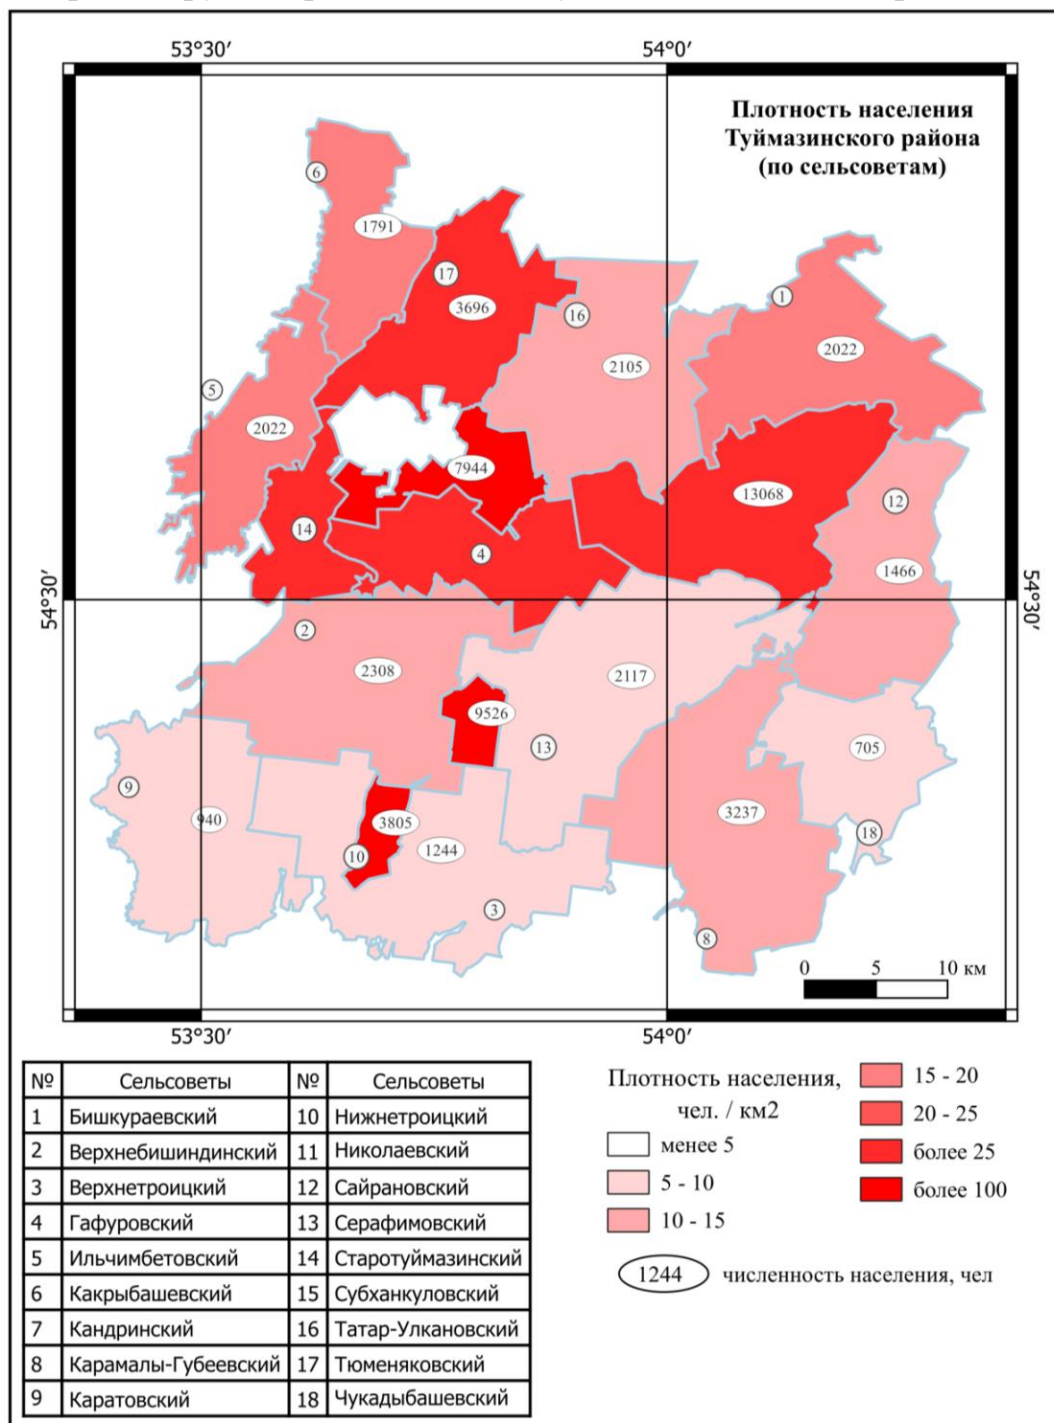 53°30′ 54°0′
Плотность населения
Туймазинского района
(по сельсоветам)
6
1791
17
3696
1
16
2022
2105
5
2022
7944
13068
12
14
4
1466
54°30′ 54°30′
2
2308
2117
9526
13
705
9
940
3805
3237
18
10
1244
3
8
0 5 10 км
53°30′ 54°0′
№ Сельсоветы № Сельсоветы
1 Бишкураевский 10 Нижнетроицкий
2 Верхнебишиндинский 11 Николаевский
3 Верхнетроицкий 12 Сайрановский
4 Гафуровский 13 Серафимовский
5 Ильчимбетовский 14 Старотуймазинский
6 Какрыбашевский 15 Субханкуловский
7 Кандринский 16 Татар-Улкановский
8 Карамалы-Губеевский 17 Тюменяковский
9 Каратовский 18 Чукадыбашевский
Плотность населения,
чел. / км2
менее 5
5 - 10
10 - 15
15 - 20
20 - 25
более 25
более 100
1244 численность населения, чел